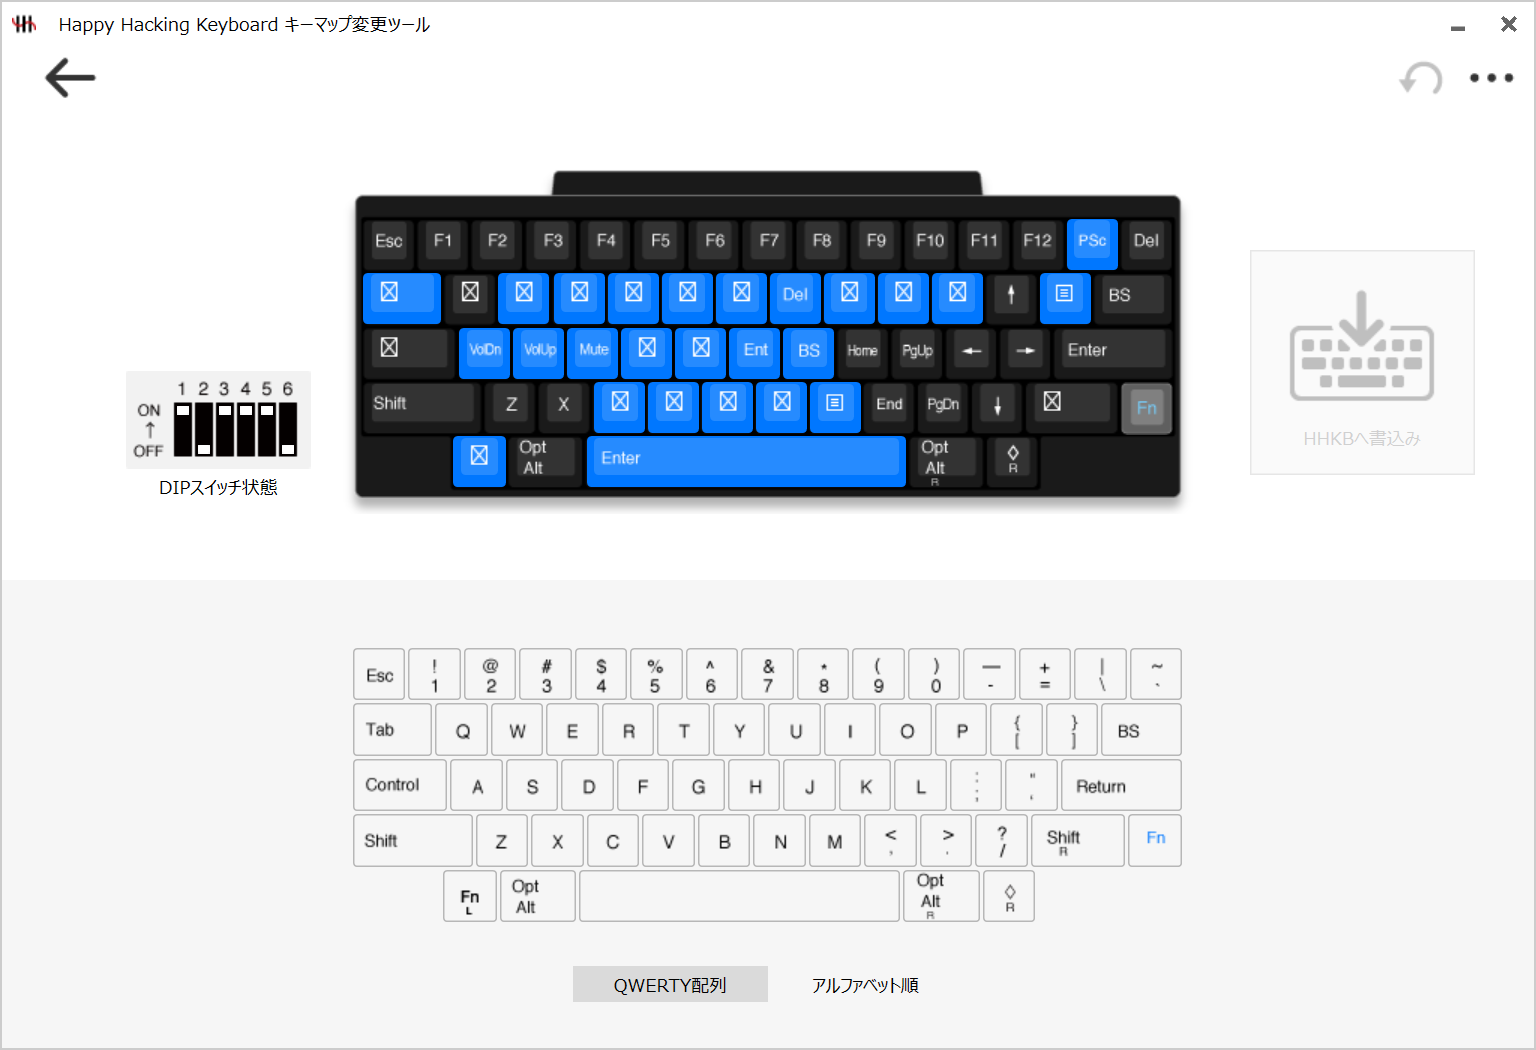 Happy Hacking Keyboard キーマップ変更ツール
Esc F1 F2 F3 F4 F5 F6 F7 F8 F9 F10 F11 F12 PSc Del
Del ↑ BS
VolDn VolUp Mute Ent BS Home PgUp ← → Enter
Shift Z X End PgDn ↓ Fn
Opt Alt Enter Opt Alt R ◇ R
1 2 3 4 5 6
ON
↑
OFF
DIPスイッチ状態
HHKBへ書込み
Esc ! 1 @ 2 # 3 $ 4 % 5 ^ 6 & 7 * 8 ( 9 ) 0 — - + = | \ ~ `
Tab Q W E R T Y U I O P { [ } ] BS
Control A S D F G H J K L : ; " ' Return
Shift Z X C V B N M < , > . ? / Shift R Fn
Fn L Opt Alt Opt Alt R ◇ R
QWERTY配列 アルファベット順